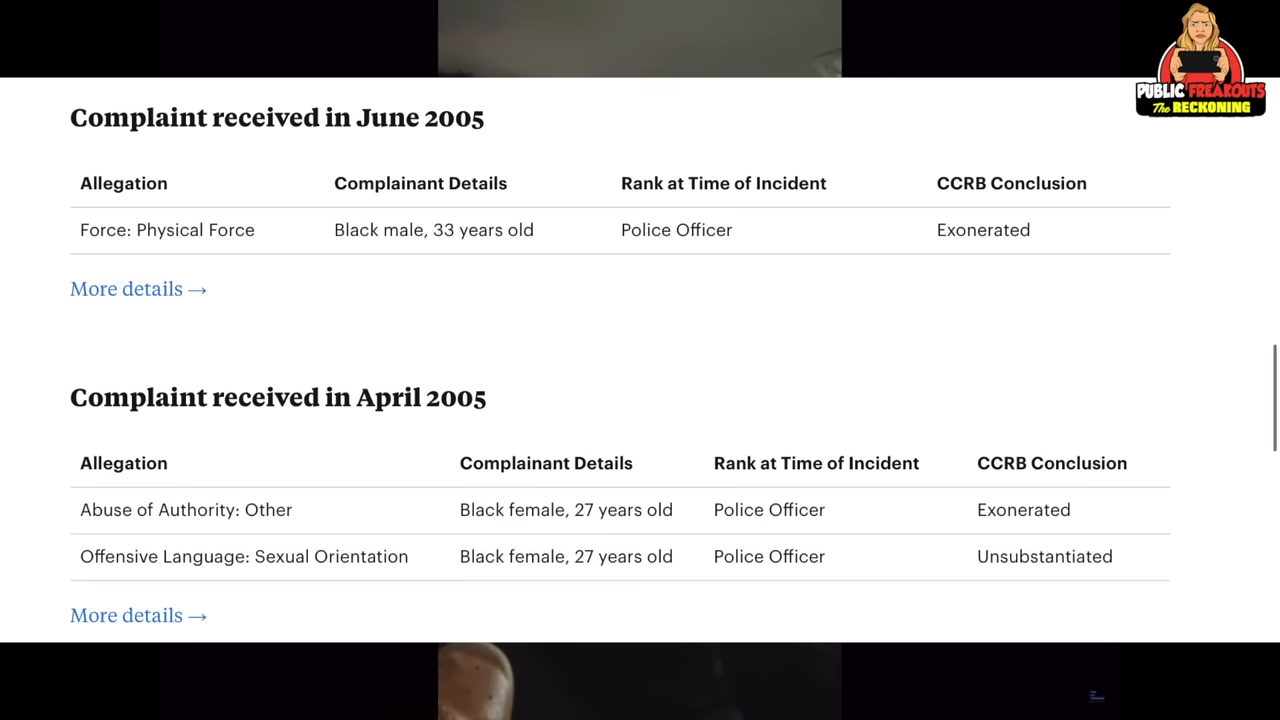 PUBLIC FREAKOUTS
The RECKONING
Complaint received in June 2005
Allegation Complainant Details Rank at Time of Incident CCRB Conclusion
Force: Physical Force Black male, 33 years old Police Officer Exonerated
More details →
Complaint received in April 2005
Allegation Complainant Details Rank at Time of Incident CCRB Conclusion
Abuse of Authority: Other Black female, 27 years old Police Officer Exonerated
Offensive Language: Sexual Orientation Black female, 27 years old Police Officer Unsubstantiated
More details →